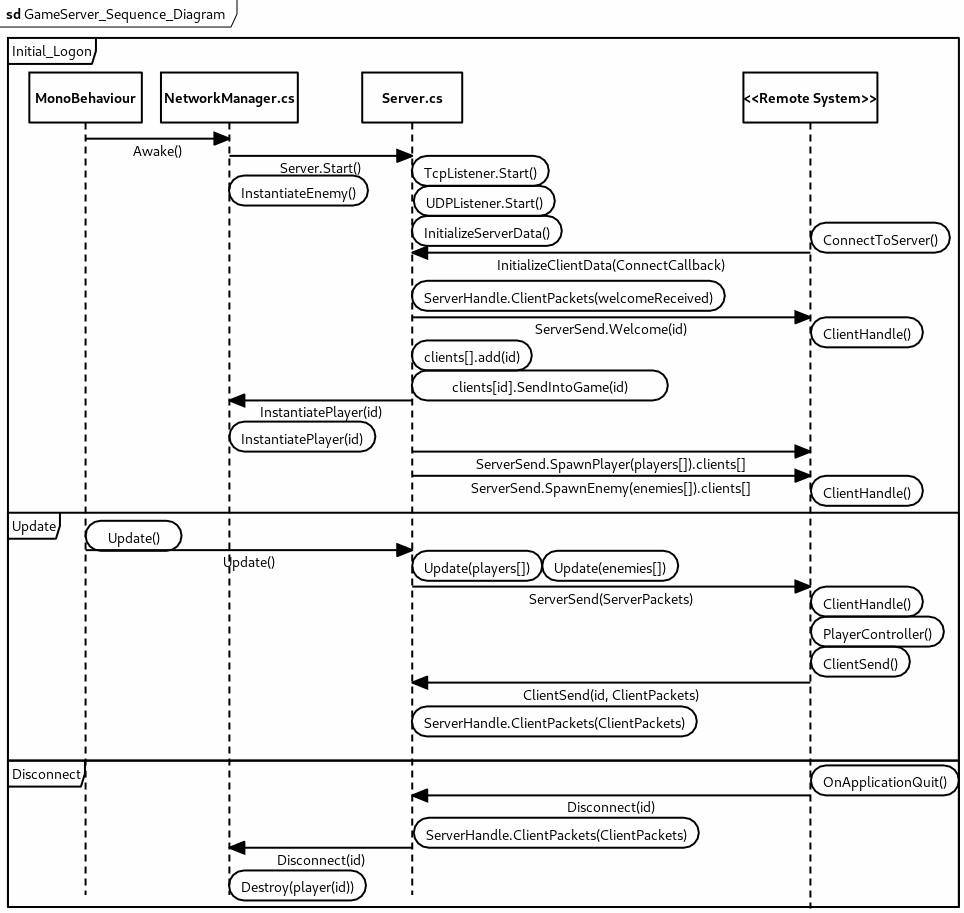 sd GameServer_Sequence_Diagram
Initial_Logon
MonoBehaviour
NetworkManager.cs
Server.cs
<<Remote System>>
Awake()
Server.Start()
TcpListener.Start()
InstantiateEnemy()
UDPListener.Start()
InitializeServerData()
ConnectToServer()
InitializeClientData(ConnectCallback)
ServerHandle.ClientPackets(welcomeReceived)
ServerSend.Welcome(id)
ClientHandle()
clients[].add(id)
clients[id].SendIntoGame(id)
InstantiatePlayer(id)
InstantiatePlayer(id)
ServerSend.SpawnPlayer(players[]).clients[]
ServerSend.SpawnEnemy(enemies[]).clients[]
ClientHandle()
Update
Update()
Update()
Update(players[])
Update(enemies[])
ServerSend(ServerPackets)
ClientHandle()
PlayerController()
ClientSend()
ClientSend(id, ClientPackets)
ServerHandle.ClientPackets(ClientPackets)
Disconnect
OnApplicationQuit()
Disconnect(id)
ServerHandle.ClientPackets(ClientPackets)
Disconnect(id)
Destroy(player(id))